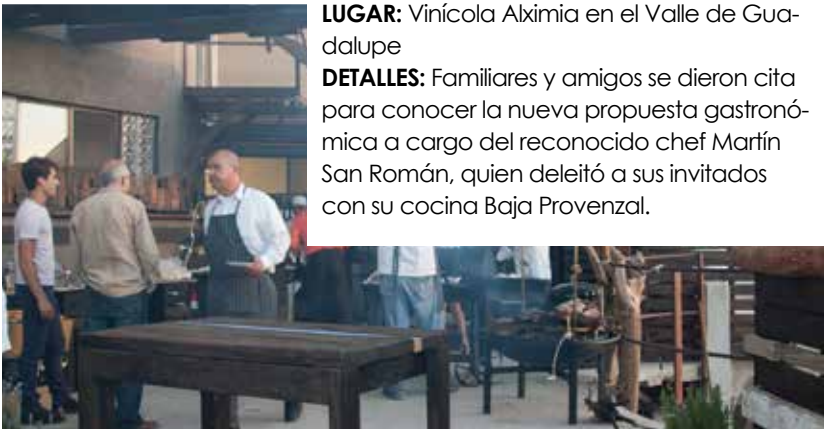 LUGAR: Vinícola Alximia en el Valle de Gua-
dalupe
DETALLES: Familiares y amigos se dieron cita
para conocer la nueva propuesta gastronó-
mica a cargo del reconocido chef Martín
San Román, quien deleitó a sus invitados
con su cocina Baja Provenzal.